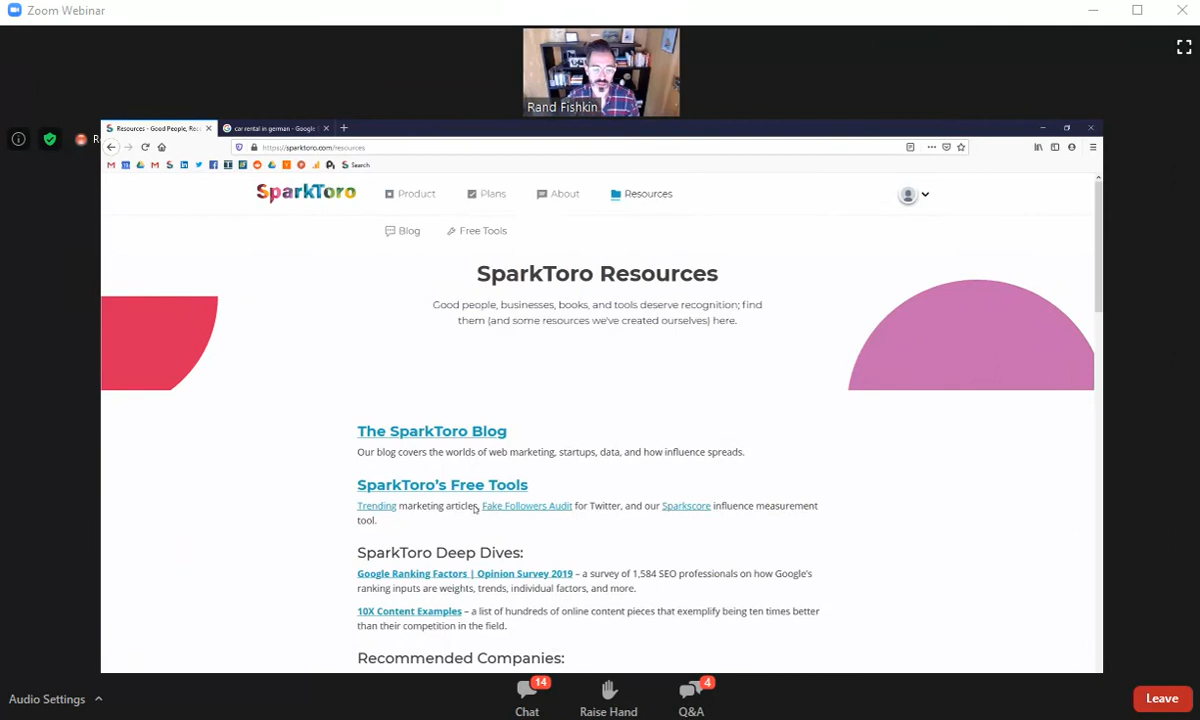 Zoom Webinar
Rand Fishkin
Resources - Good People, Rec
car rental in german - Google
https://sparktoro.com/resources
Search
SparkToro
Product
Plans
About
Resources
Blog
Free Tools
SparkToro Resources
Good people, businesses, books, and tools deserve recognition; find
them (and some resources we've created ourselves) here.
The SparkToro Blog
Our blog covers the worlds of web marketing, startups, data, and how influence spreads.
SparkToro's Free Tools
Trending marketing articles, Fake Followers Audit for Twitter, and our Sparkscore influence measurement
tool.
SparkToro Deep Dives:
Google Ranking Factors | Opinion Survey 2019 – a survey of 1,584 SEO professionals on how Google's
ranking inputs are weights, trends, individual factors, and more.
10X Content Examples – a list of hundreds of online content pieces that exemplify being ten times better
than their competition in the field.
Recommended Companies:
Audio Settings
14
Chat
Raise Hand
4
Q&A
Leave